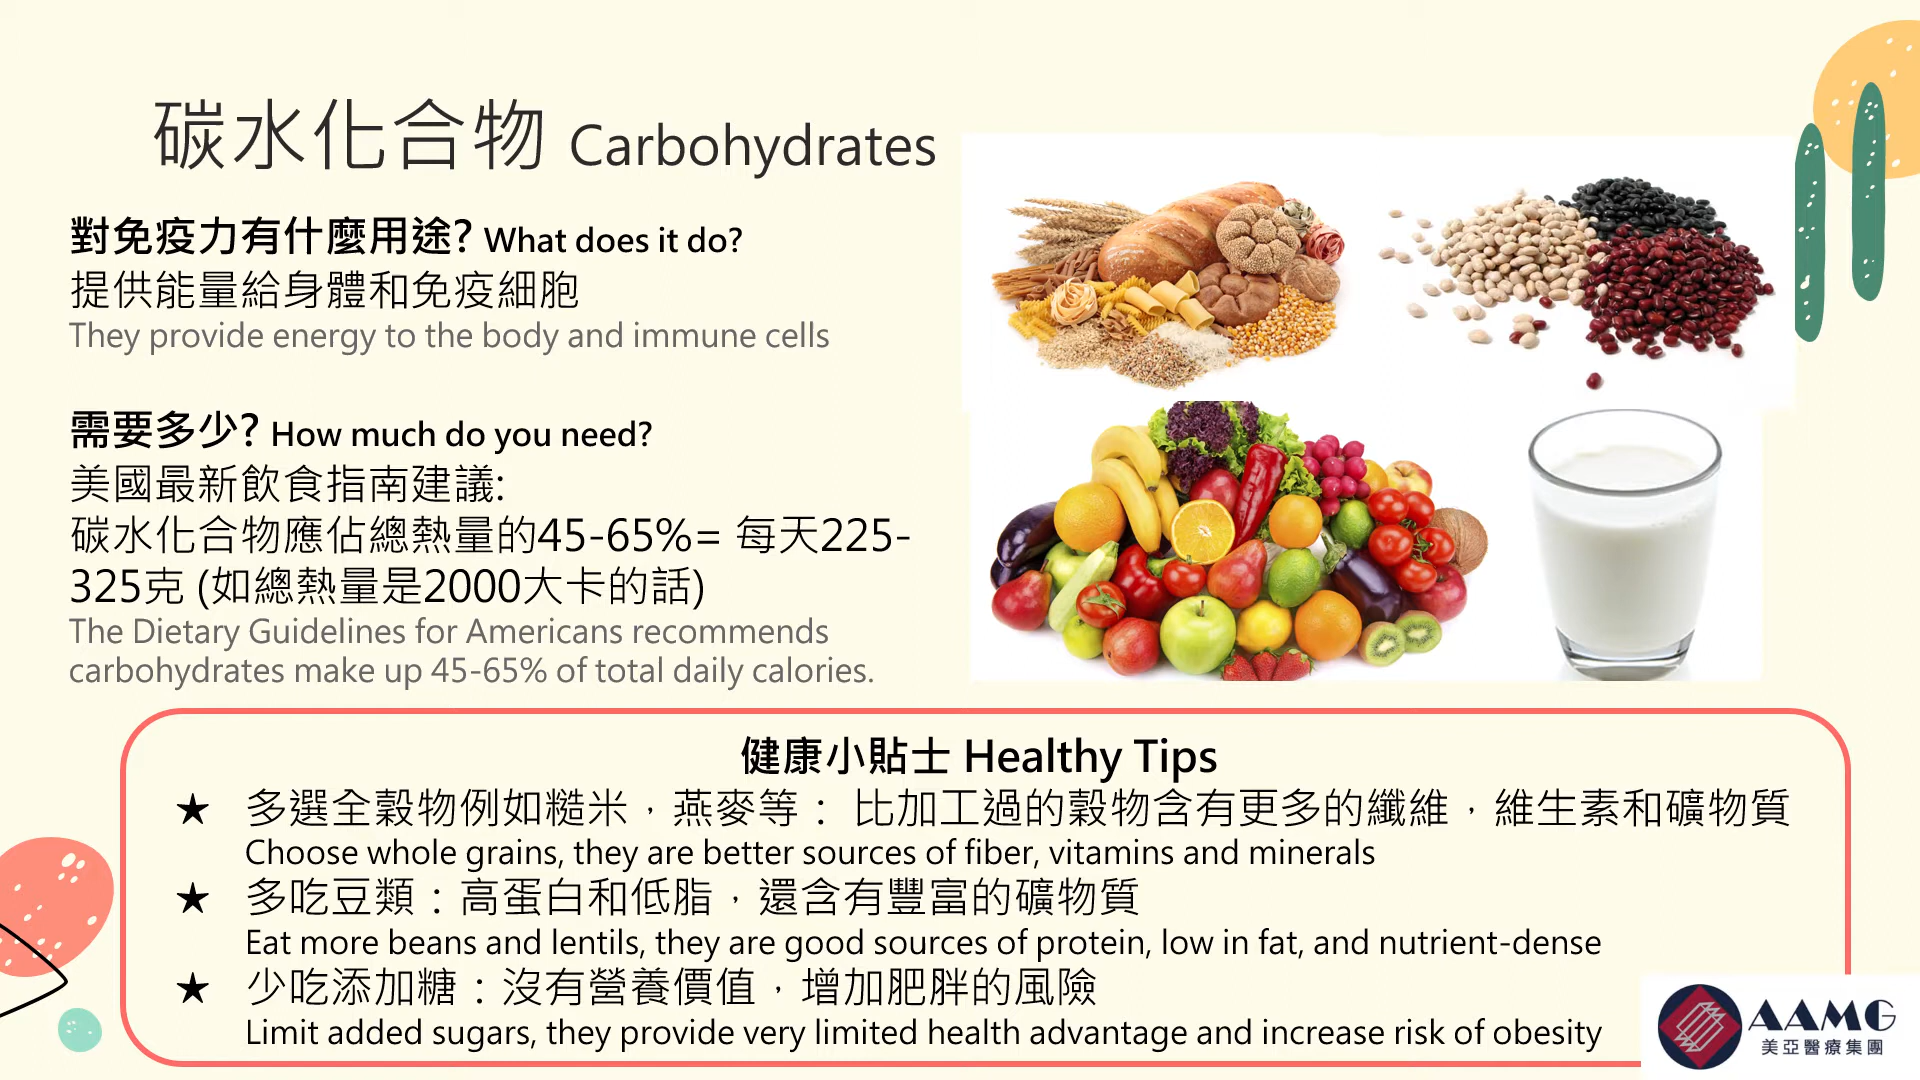 碳水化合物 Carbohydrates
對免疫力有什麼用途? What does it do?
提供能量給身體和免疫細胞
They provide energy to the body and immune cells
需要多少? How much do you need?
美國最新飲食指南建議:
碳水化合物應佔總熱量的45-65%= 每天225-
325克 (如總熱量是2000大卡的話)
The Dietary Guidelines for Americans recommends
carbohydrates make up 45-65% of total daily calories.
健康小貼士 Healthy Tips
★ 多選全穀物例如糙米，燕麥等： 比加工過的穀物含有更多的纖維，維生素和礦物質
Choose whole grains, they are better sources of fiber, vitamins and minerals
★ 多吃豆類：高蛋白和低脂，還含有豐富的礦物質
Eat more beans and lentils, they are good sources of protein, low in fat, and nutrient-dense
★ 少吃添加糖：沒有營養價值，增加肥胖的風險
Limit added sugars, they provide very limited health advantage and increase risk of obesity
AAMG
美亞醫療集團